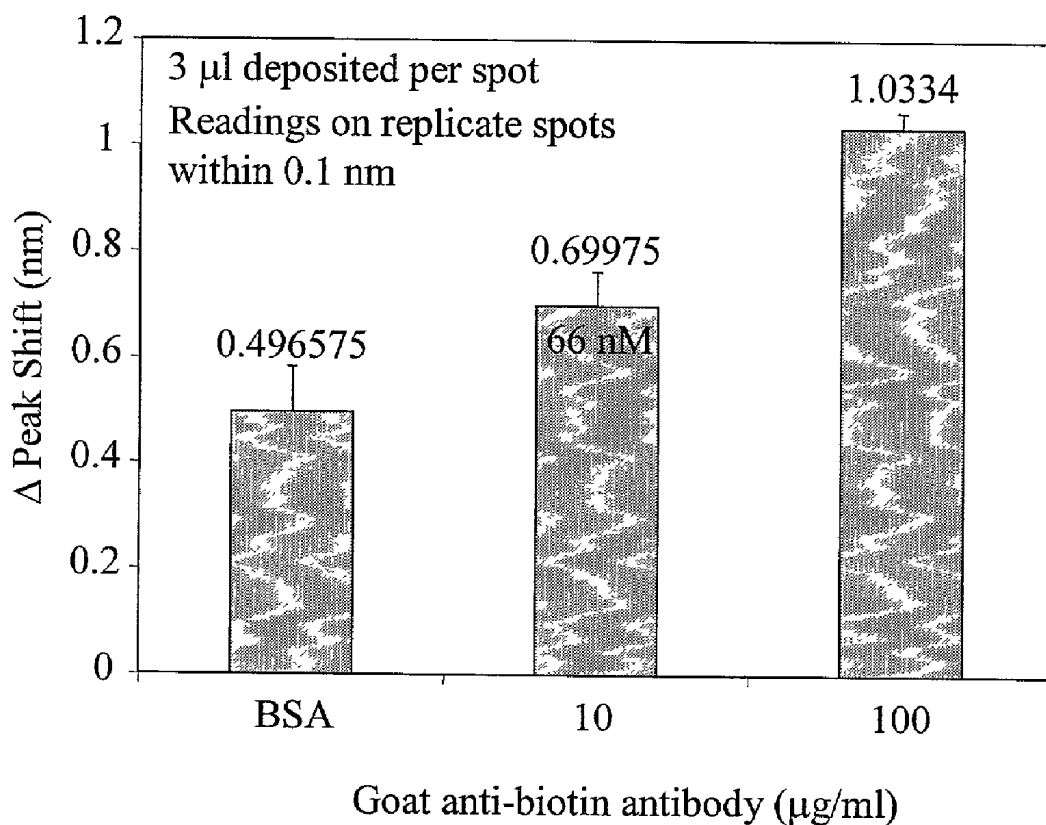 1.2
1
0.8
0.6
0.4
0.2
0
Δ Peak Shift (nm)
3 μl deposited per spot
Readings on replicate spots
within 0.1 nm
0.496575
0.69975
66 nM
1.0334
BSA
10
100
Goat anti-biotin antibody (μg/ml)